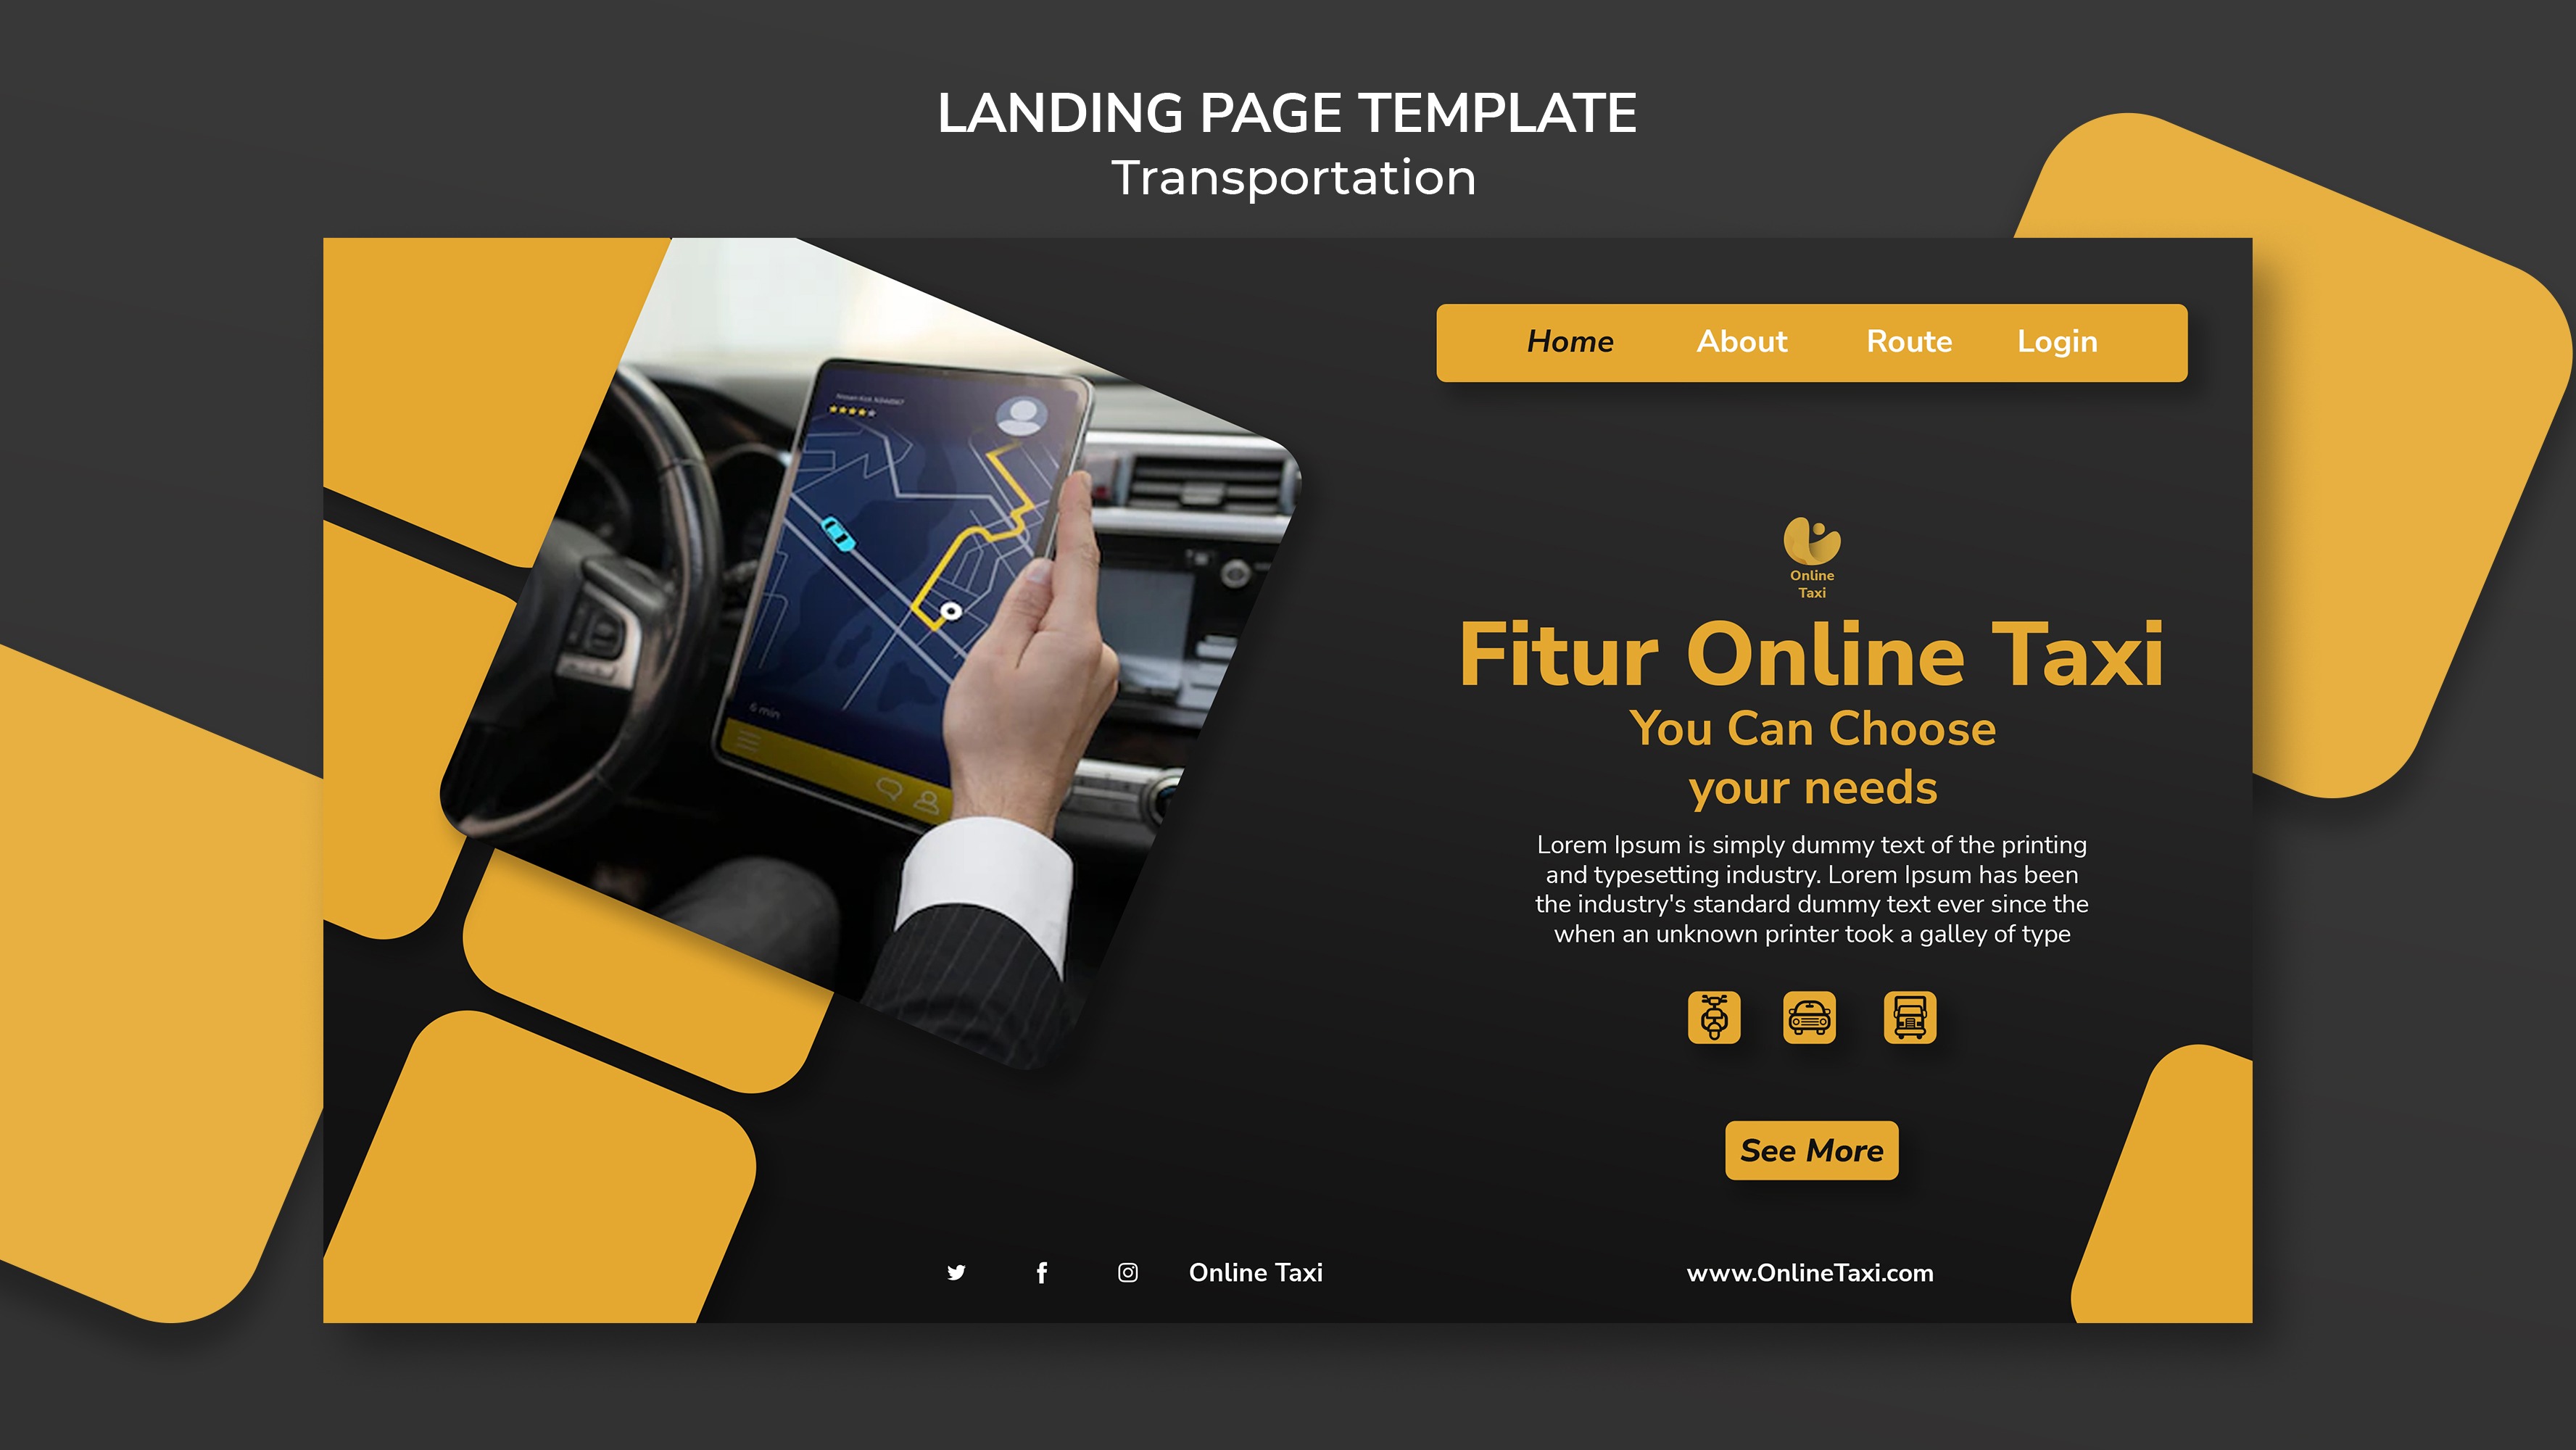 LANDING PAGE TEMPLATE
Transportation
Home About Route Login
6 min
Online
Taxi
Fitur Online Taxi
You Can Choose
your needs
Lorem Ipsum is simply dummy text of the printing
and typesetting industry. Lorem Ipsum has been
the industry's standard dummy text ever since the
when an unknown printer took a galley of type
See More
Online Taxi
www.OnlineTaxi.com